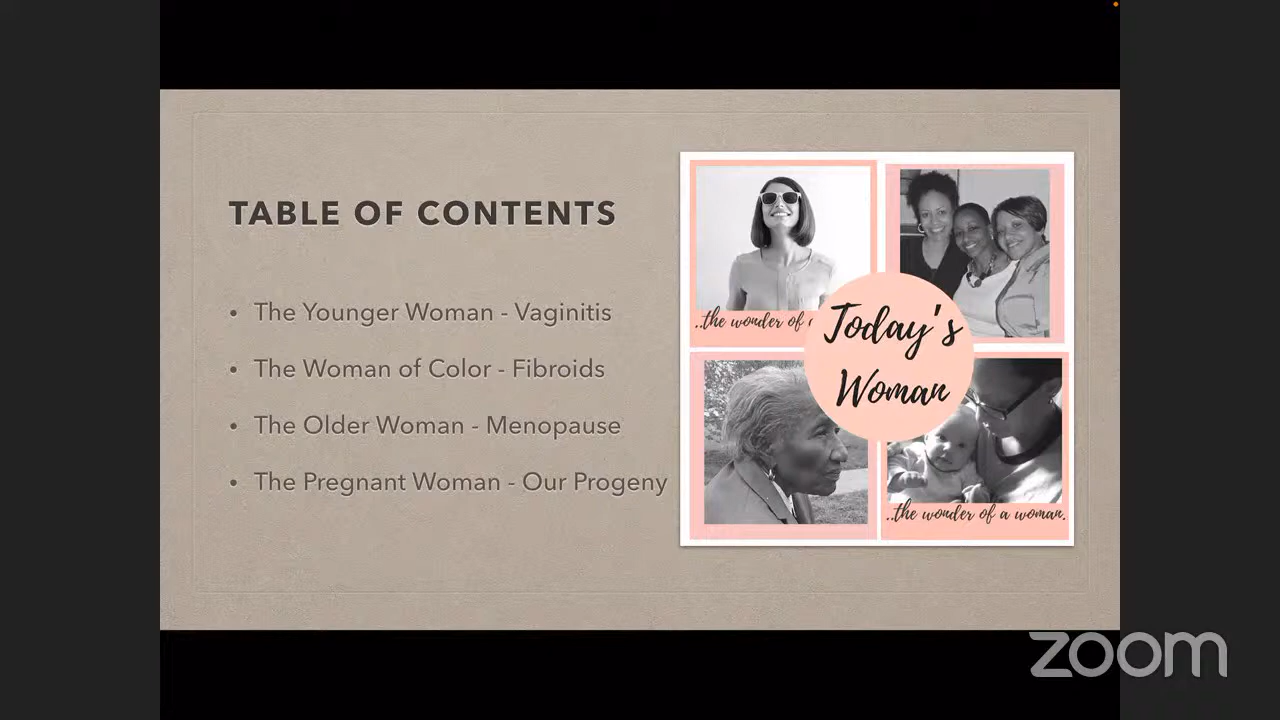 TABLE OF CONTENTS
• The Younger Woman - Vaginitis
• The Woman of Color - Fibroids
• The Older Woman - Menopause
• The Pregnant Woman - Our Progeny
..the wonder of
Today's
Woman
..the wonder of a woman.
zoom